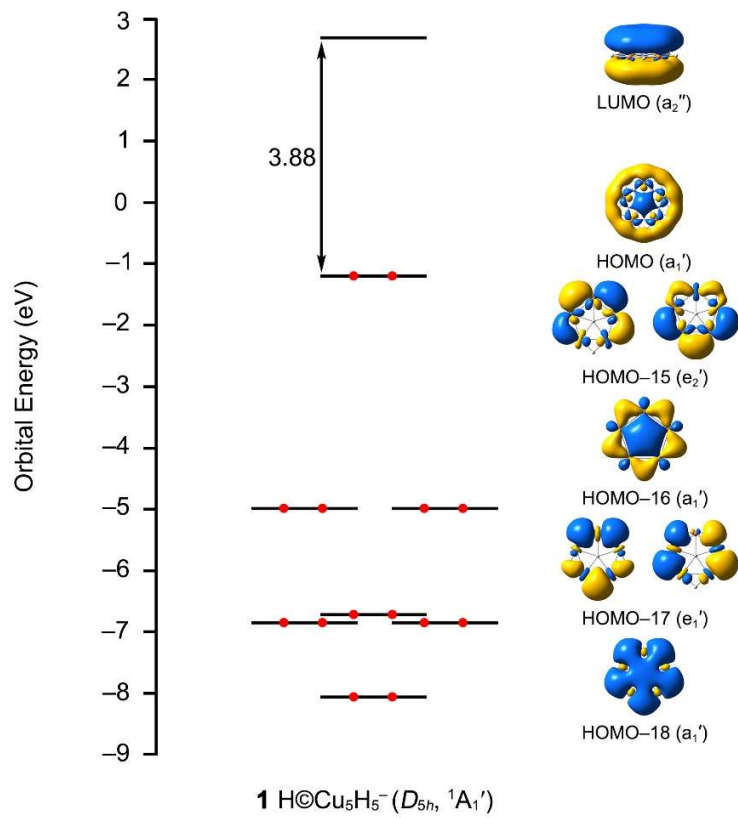 3
2
1
0
–1
–2
–3
–4
–5
–6
–7
–8
–9
Orbital Energy (eV)
3.88
LUMO (a₂″)
HOMO (a₁′)
HOMO–15 (e₂′)
HOMO–16 (a₁′)
HOMO–17 (e₁′)
HOMO–18 (a₁′)
1 H©Cu₅H₅⁻ (D₅ₕ, ¹A₁′)